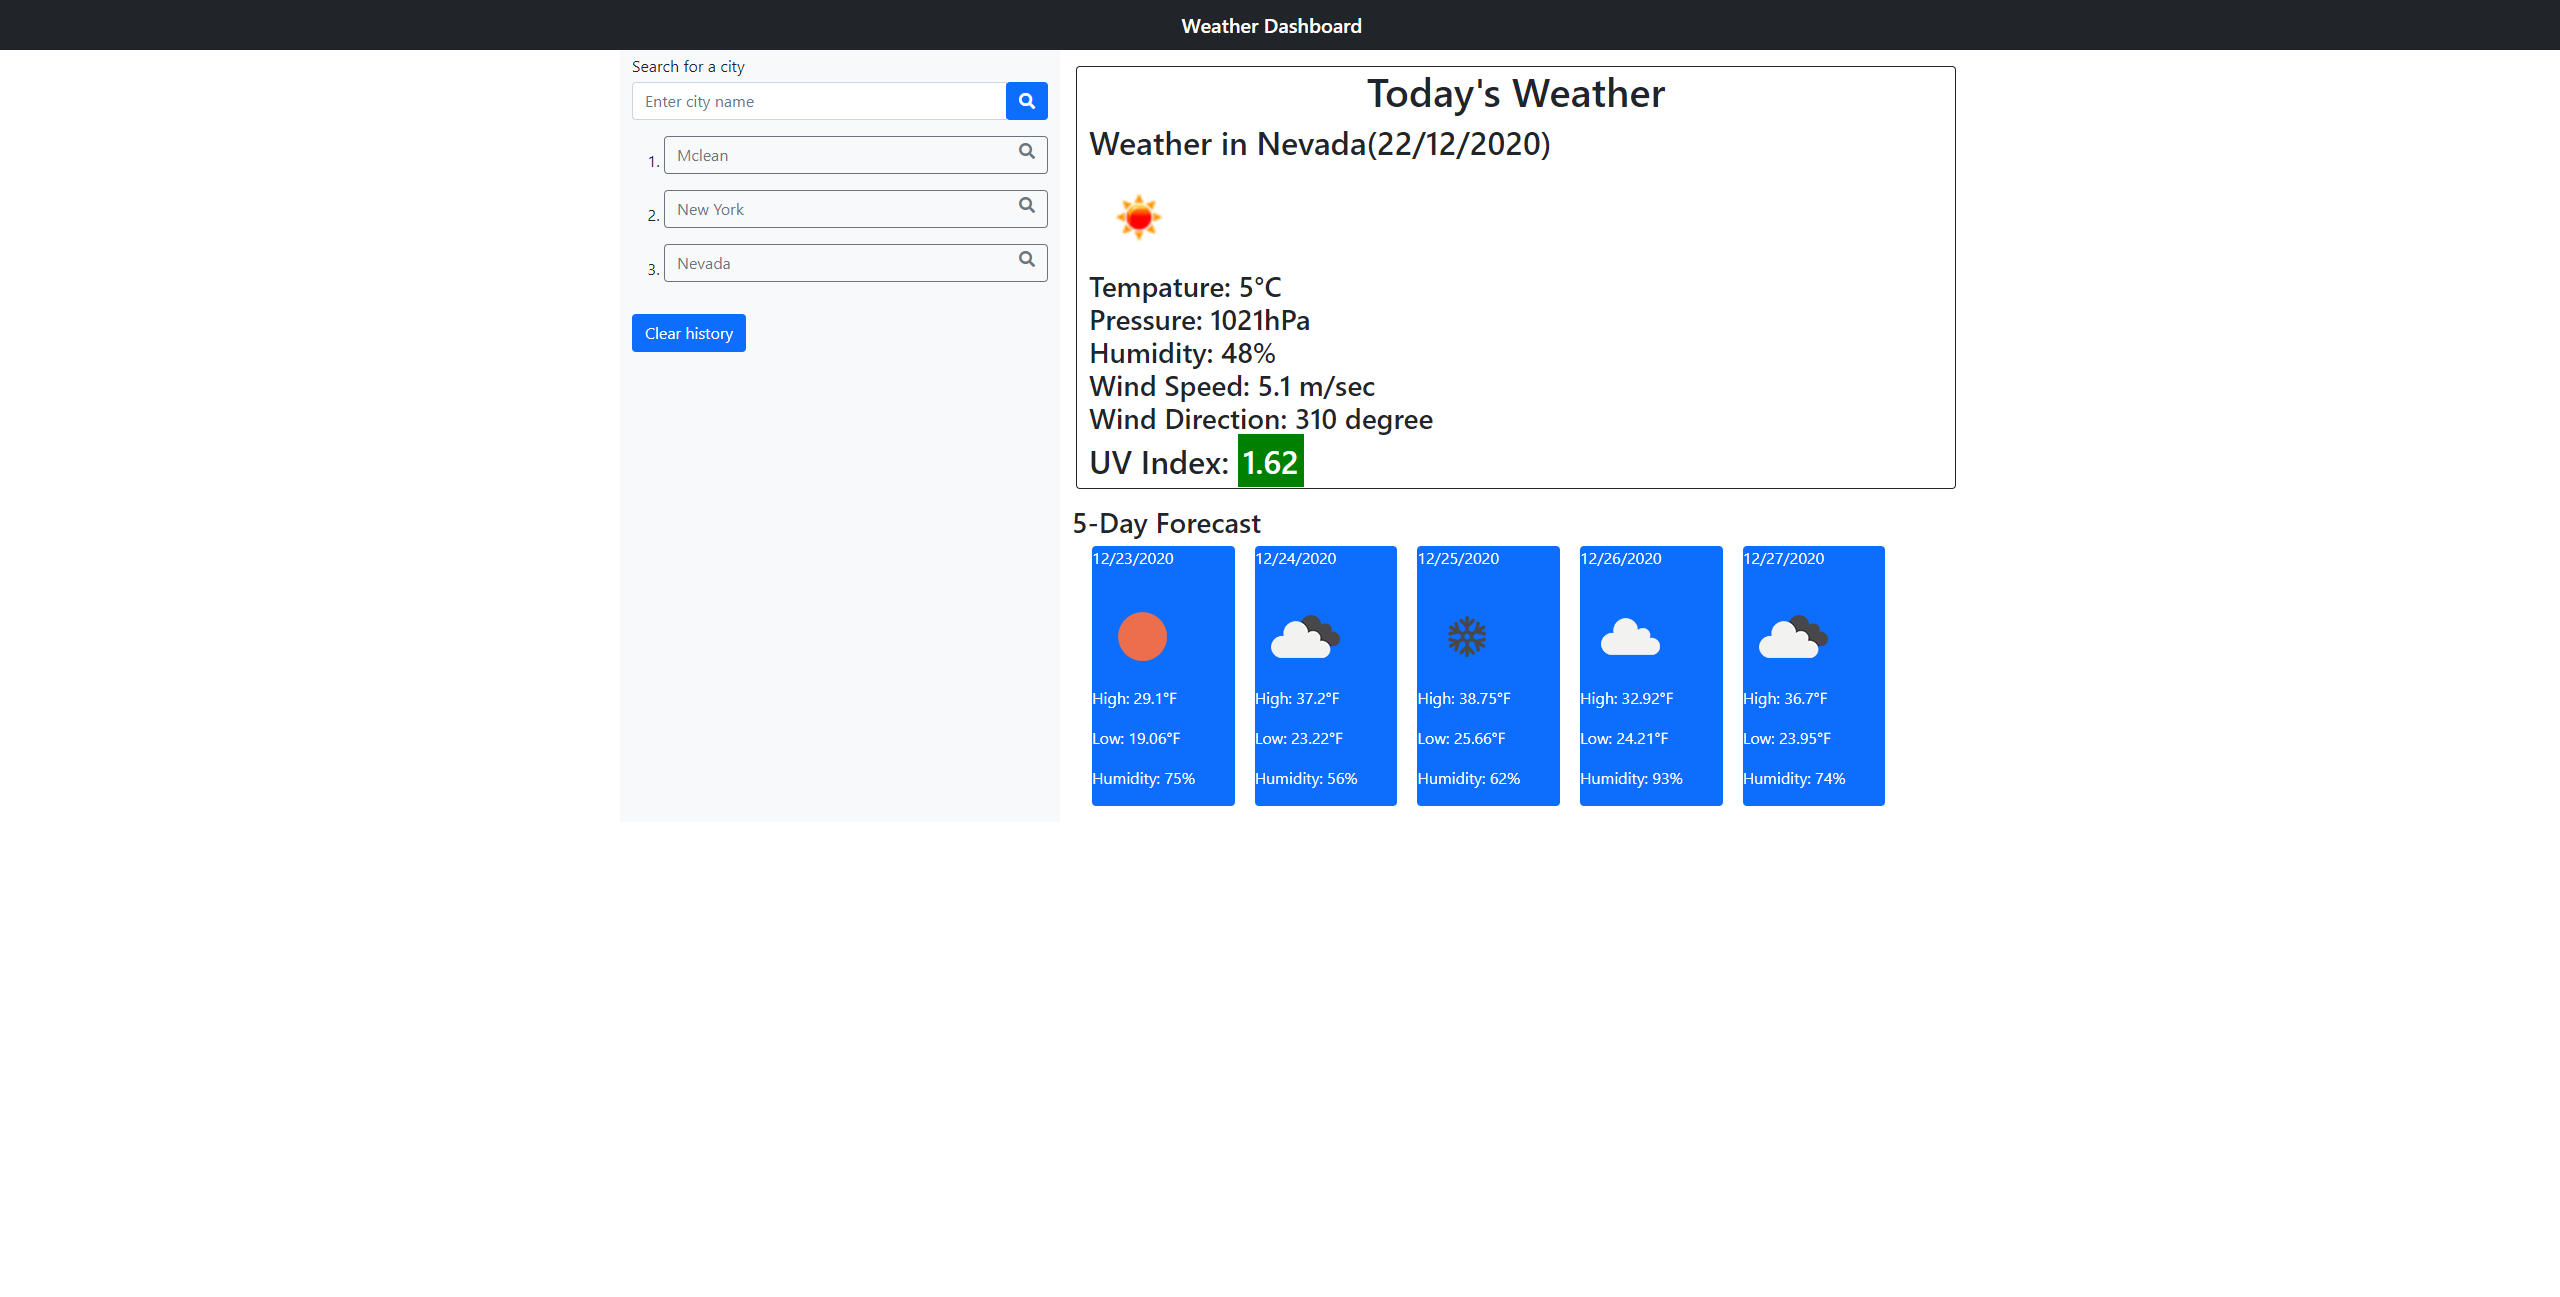 Weather Dashboard
Search for a city
Enter city name
1. Mclean
2. New York
3. Nevada
Clear history
Today's Weather
Weather in Nevada(22/12/2020)
Tempature: 5°C
Pressure: 1021hPa
Humidity: 48%
Wind Speed: 5.1 m/sec
Wind Direction: 310 degree
UV Index: 1.62
5-Day Forecast
12/23/2020
High: 29.1°F
Low: 19.06°F
Humidity: 75%
12/24/2020
High: 37.2°F
Low: 23.22°F
Humidity: 56%
12/25/2020
High: 38.75°F
Low: 25.66°F
Humidity: 62%
12/26/2020
High: 32.92°F
Low: 24.21°F
Humidity: 93%
12/27/2020
High: 36.7°F
Low: 23.95°F
Humidity: 74%